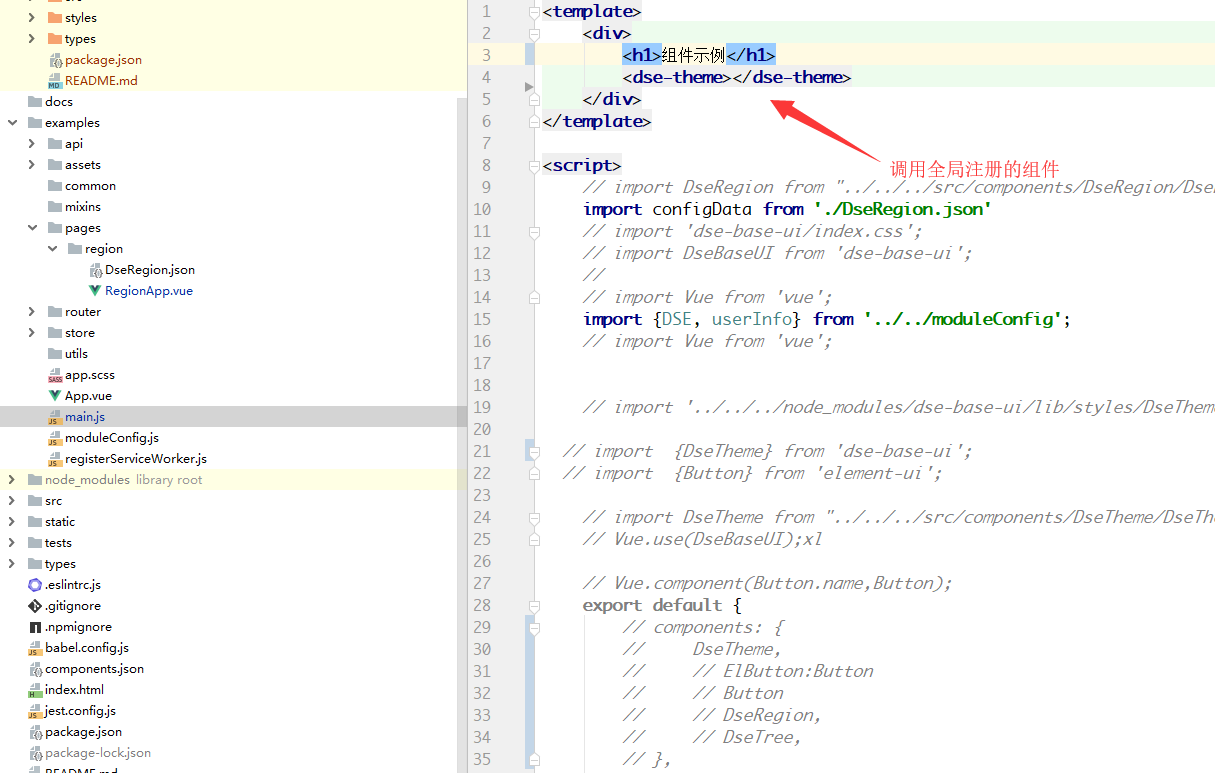 styles
types
package.json
README.md
docs
examples
api
assets
common
mixins
pages
region
DseRegion.json
RegionApp.vue
router
store
utils
app.scss
App.vue
main.js
moduleConfig.js
registerServiceWorker.js
node_modules library root
src
static
tests
types
.eslintrc.js
.gitignore
.npmignore
babel.config.js
components.json
index.html
jest.config.js
package.json
package-lock.json
README.md
1 <template>
2 <div>
3 <h1>组件示例</h1>
4 <dse-theme></dse-theme>
5 </div>
6 </template>
7
调用全局注册的组件
8 <script>
9 // import DseRegion from "../../../src/components/DseRegion/Dse
10 import configData from './DseRegion.json'
11 // import 'dse-base-ui/index.css';
12 // import DseBaseUI from 'dse-base-ui';
13 //
14 // import Vue from 'vue';
15 import {DSE, userInfo} from '../../moduleConfig';
16 // import Vue from 'vue';
17
18
19 // import '../../../node_modules/dse-base-ui/lib/styles/DseThem
20
21 // import  {DseTheme} from 'dse-base-ui';
22 // import  {Button} from 'element-ui';
23
24 // import DseTheme from "../../../src/components/DseTheme/DseTh
25 // Vue.use(DseBaseUI);xl
26
27 // Vue.component(Button.name,Button);
28 export default {
29 // components: {
30 //     DseTheme,
31 //     // ElButton:Button
32 //     // Button
33 //     // DseRegion,
34 //     // DseTree,
35 // },